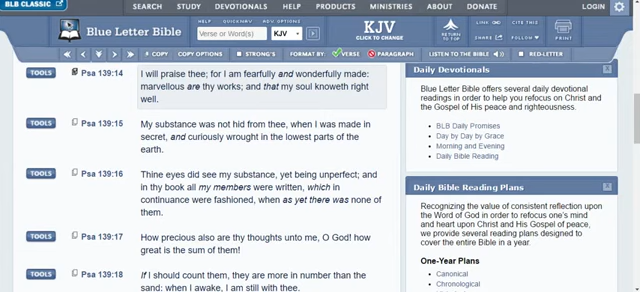 BLB CLASSIC
SEARCH STUDY DEVOTIONALS HELP PRODUCTS MINISTRIES ABOUT DONATE LOGIN
Blue Letter Bible
HELP QUICKNAV ADV. OPTIONS
Verse or Word(s) KJV
KJV
CLICK TO CHANGE
RETURN TO TOP
LINK CITE THIS
SHARE FOLLOW
PRINT
COPY COPY OPTIONS STRONG'S FORMAT BY: VERSE PARAGRAPH LISTEN TO THE BIBLE RED-LETTER
TOOLS Psa 139:14 I will praise thee; for I am fearfully and wonderfully made:
marvellous are thy works; and that my soul knoweth right
well.
TOOLS Psa 139:15 My substance was not hid from thee, when I was made in
secret, and curiously wrought in the lowest parts of the
earth.
TOOLS Psa 139:16 Thine eyes did see my substance, yet being unperfect; and
in thy book all my members were written, which in
continuance were fashioned, when as yet there was none of
them.
TOOLS Psa 139:17 How precious also are thy thoughts unto me, O God! how
great is the sum of them!
TOOLS Psa 139:18 If I should count them, they are more in number than the
sand: when I awake, I am still with thee.
Daily Devotionals x
Blue Letter Bible offers several daily devotional
readings in order to help you refocus on Christ and
the Gospel of His peace and righteousness.
BLB Daily Promises
Day by Day by Grace
Morning and Evening
Daily Bible Reading
Daily Bible Reading Plans x
Recognizing the value of consistent reflection upon
the Word of God in order to refocus one's mind
and heart upon Christ and His Gospel of peace,
we provide several reading plans designed to
cover the entire Bible in a year.
One-Year Plans
Canonical
Chronological